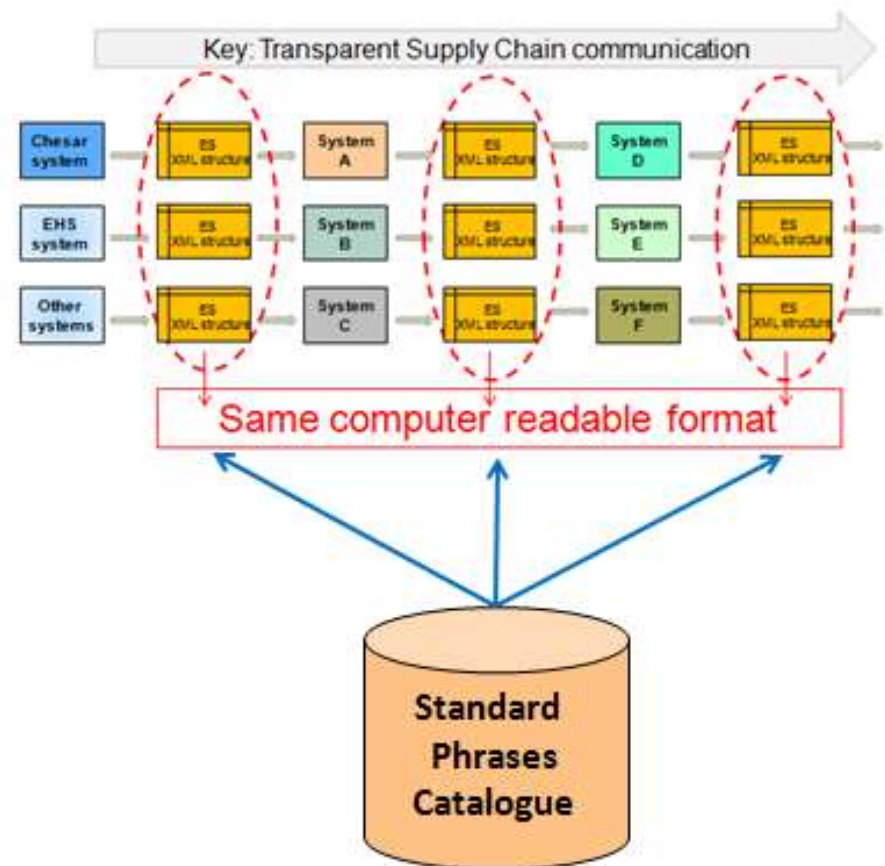 Key: Transparent Supply Chain communication
Chesar
system
ES
XML structure
System
A
ES
XML structure
System
D
ES
XML structure
EHS
system
ES
XML structure
System
B
ES
XML structure
System
E
ES
XML structure
Other
systems
ES
XML structure
System
C
ES
XML structure
System
F
ES
XML structure
Same computer readable format
Standard
Phrases
Catalogue